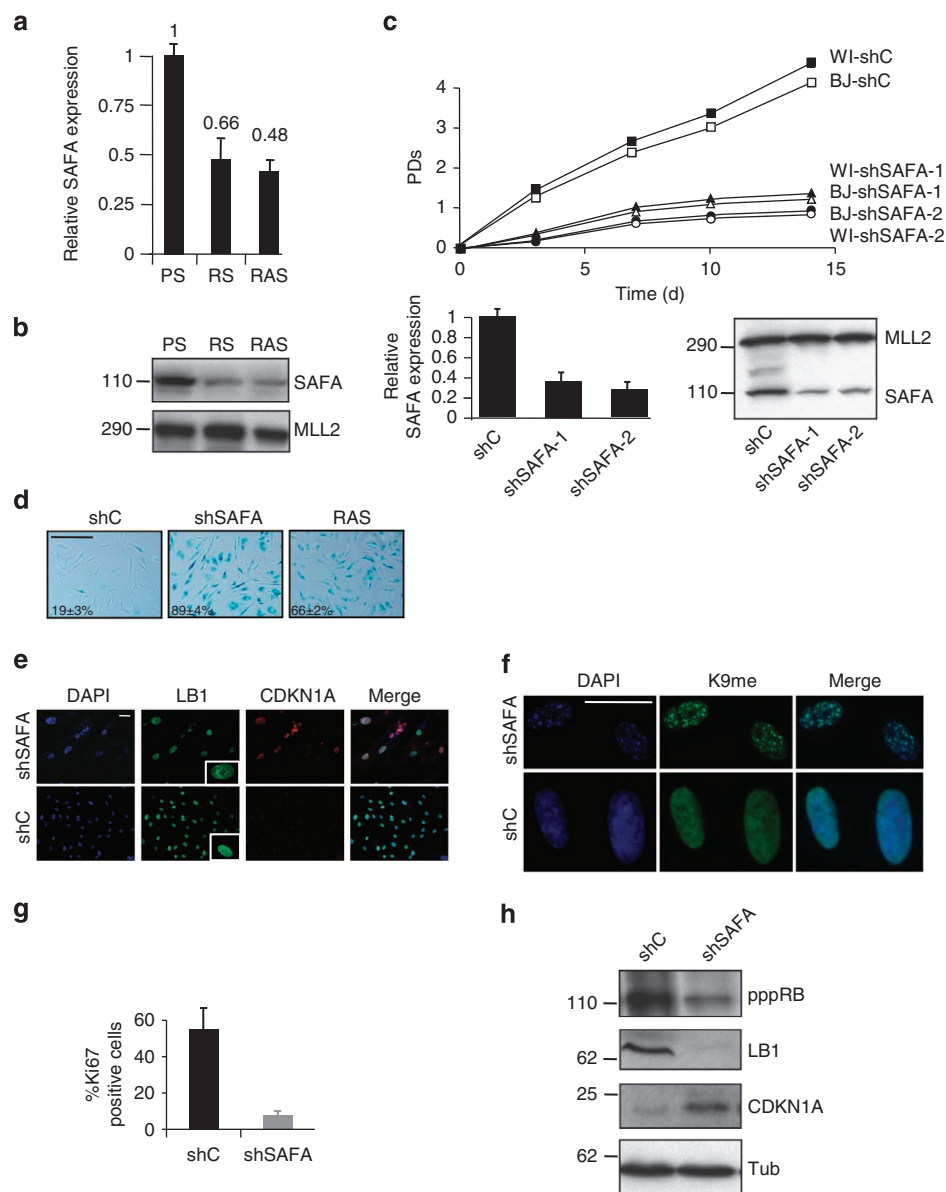 a
Relative SAFA expression
1
0.75
0.5
0.25
0
1
0.66
0.48
PS RS RAS
b
PS RS RAS
110
SAFA
290
MLL2
c
PDs
4
3
2
1
0
0 5 10 15
Time (d)
WI-shC
BJ-shC
WI-shSAFA-1
BJ-shSAFA-1
BJ-shSAFA-2
WI-shSAFA-2
Relative
SAFA expression
1
0.8
0.6
0.4
0.2
0
shC
shSAFA-1
shSAFA-2
290
MLL2
110
SAFA
shC
shSAFA-1
shSAFA-2
d
shC shSAFA RAS
19±3% 89±4% 66±2%
e
DAPI LB1 CDKN1A Merge
shSAFA
shC
f
DAPI K9me Merge
shSAFA
shC
g
%Ki67
positive cells
60
40
20
0
shC shSAFA
h
shC shSAFA
110
pppRB
62
LB1
25
CDKN1A
62
Tub